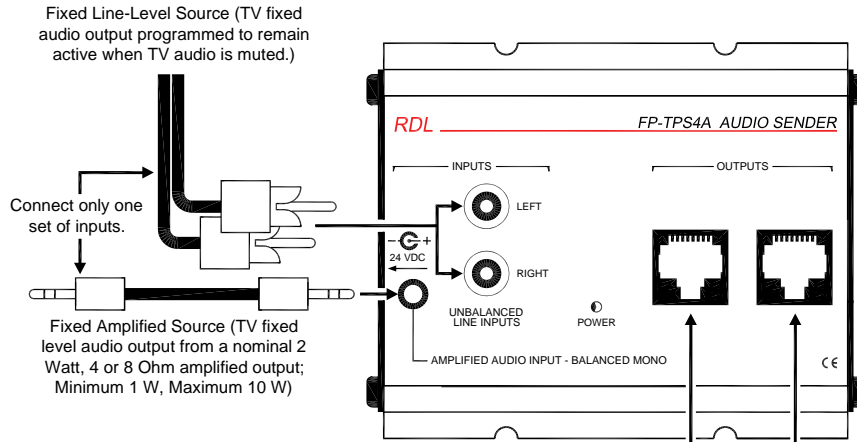 Fixed Line-Level Source (TV fixed
audio output programmed to remain
active when TV audio is muted.)
RDL
FP-TPS4A AUDIO SENDER
INPUTS
OUTPUTS
Connect only one
set of inputs.
LEFT
- +
24 VDC
RIGHT
UNBALANCED
LINE INPUTS
POWER
Fixed Amplified Source (TV fixed
level audio output from a nominal 2
Watt, 4 or 8 Ohm amplified output;
Minimum 1 W, Maximum 10 W)
AMPLIFIED AUDIO INPUT - BALANCED MONO
CE